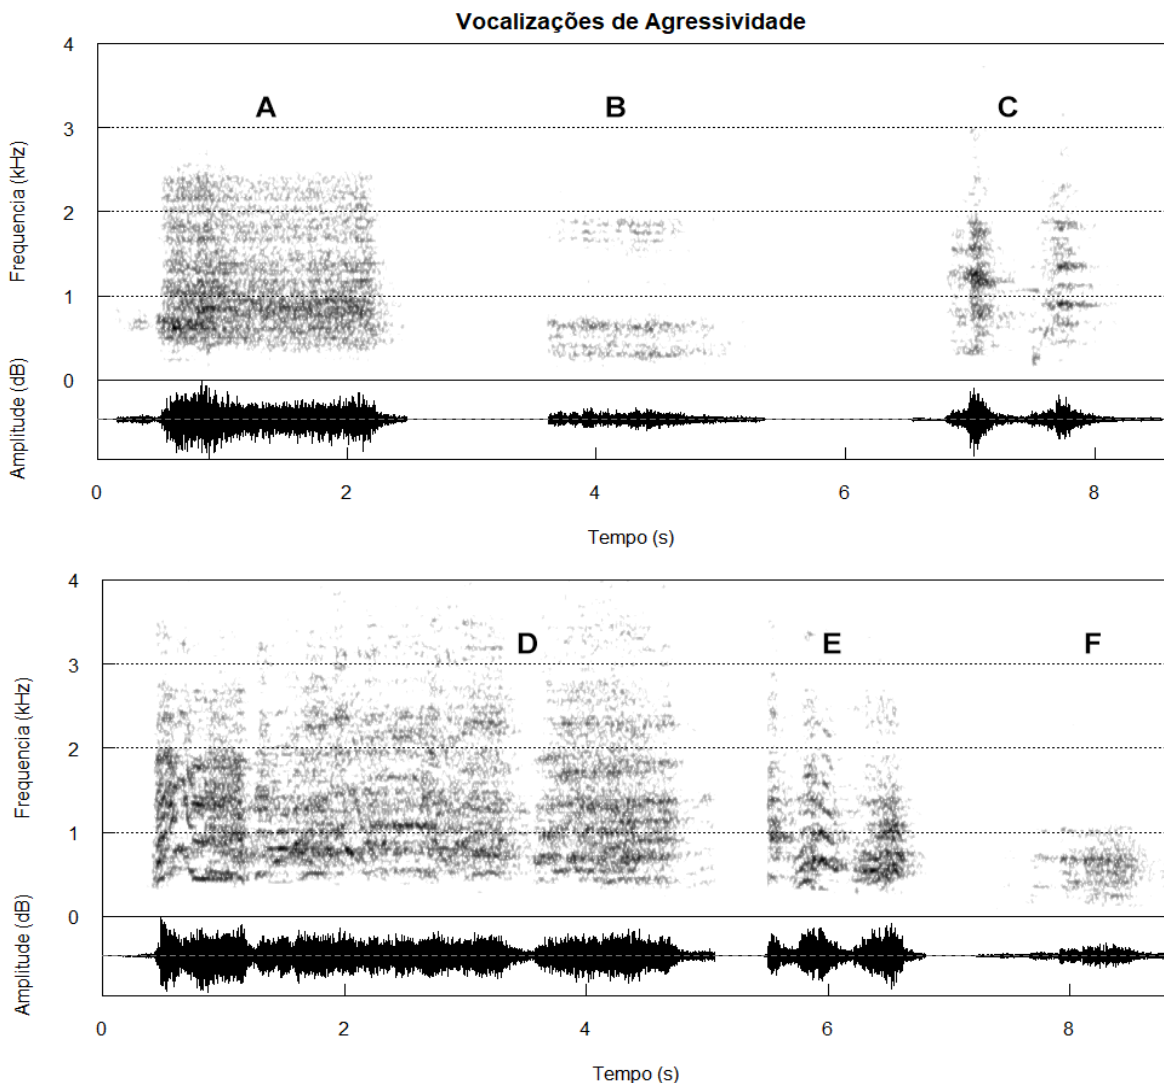 Vocalizações de Agressividade
4
A
B
C
3
2
1
0
Frequencia (kHz)
Amplitude (dB)
0 2 4 6 8
Tempo (s)
4
D
E
F
3
2
1
0
Frequencia (kHz)
Amplitude (dB)
0 2 4 6 8
Tempo (s)